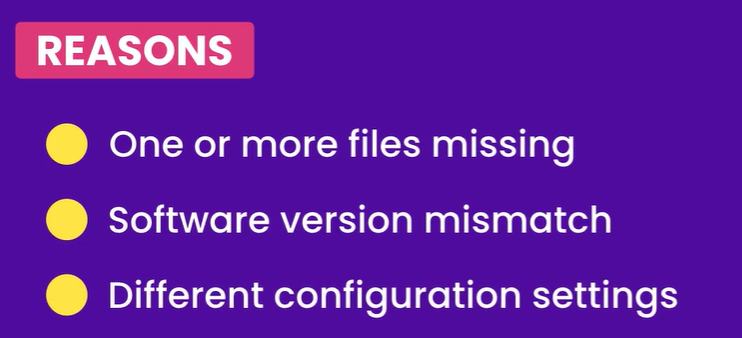 REASONS
One or more files missing
Software version mismatch
Different configuration settings